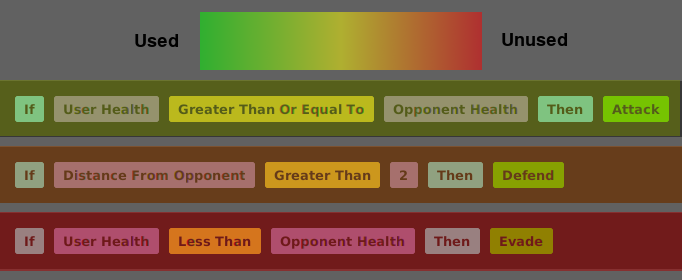 Used Unused
If User Health Greater Than Or Equal To Opponent Health Then Attack
If Distance From Opponent Greater Than 2 Then Defend
If User Health Less Than Opponent Health Then Evade